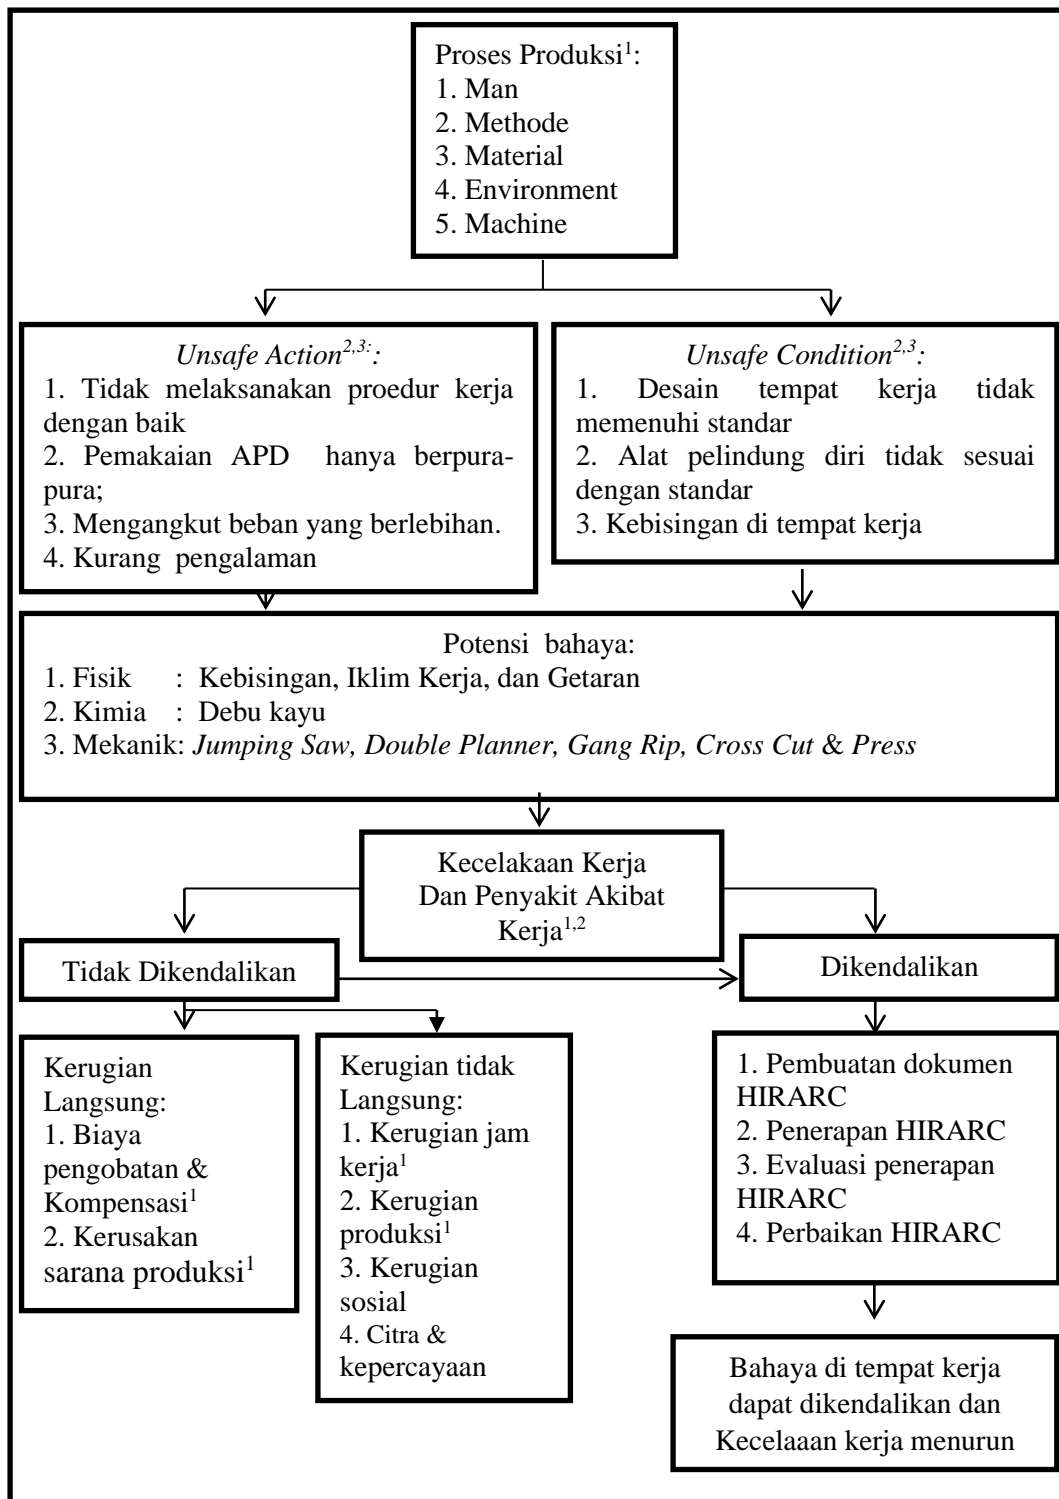 Proses Produksi¹:
1. Man
2. Methode
3. Material
4. Environment
5. Machine
Unsafe Action²,³::
1. Tidak melaksanakan proedur kerja
dengan baik
2. Pemakaian APD hanya berpura-
pura;
3. Mengangkut beban yang berlebihan.
4. Kurang pengalaman
Unsafe Condition²,³:
1. Desain tempat kerja tidak
memenuhi standar
2. Alat pelindung diri tidak sesuai
dengan standar
3. Kebisingan di tempat kerja
Potensi bahaya:
1. Fisik : Kebisingan, Iklim Kerja, dan Getaran
2. Kimia : Debu kayu
3. Mekanik: Jumping Saw, Double Planner, Gang Rip, Cross Cut & Press
Kecelakaan Kerja
Dan Penyakit Akibat
Kerja¹,²
Tidak Dikendalikan
Dikendalikan
Kerugian
Langsung:
1. Biaya
pengobatan &
Kompensasi¹
2. Kerusakan
sarana produksi¹
Kerugian tidak
Langsung:
1. Kerugian jam
kerja¹
2. Kerugian
produksi¹
3. Kerugian
sosial
4. Citra &
kepercayaan
1. Pembuatan dokumen
HIRARC
2. Penerapan HIRARC
3. Evaluasi penerapan
HIRARC
4. Perbaikan HIRARC
Bahaya di tempat kerja
dapat dikendalikan dan
Kecelaaan kerja menurun